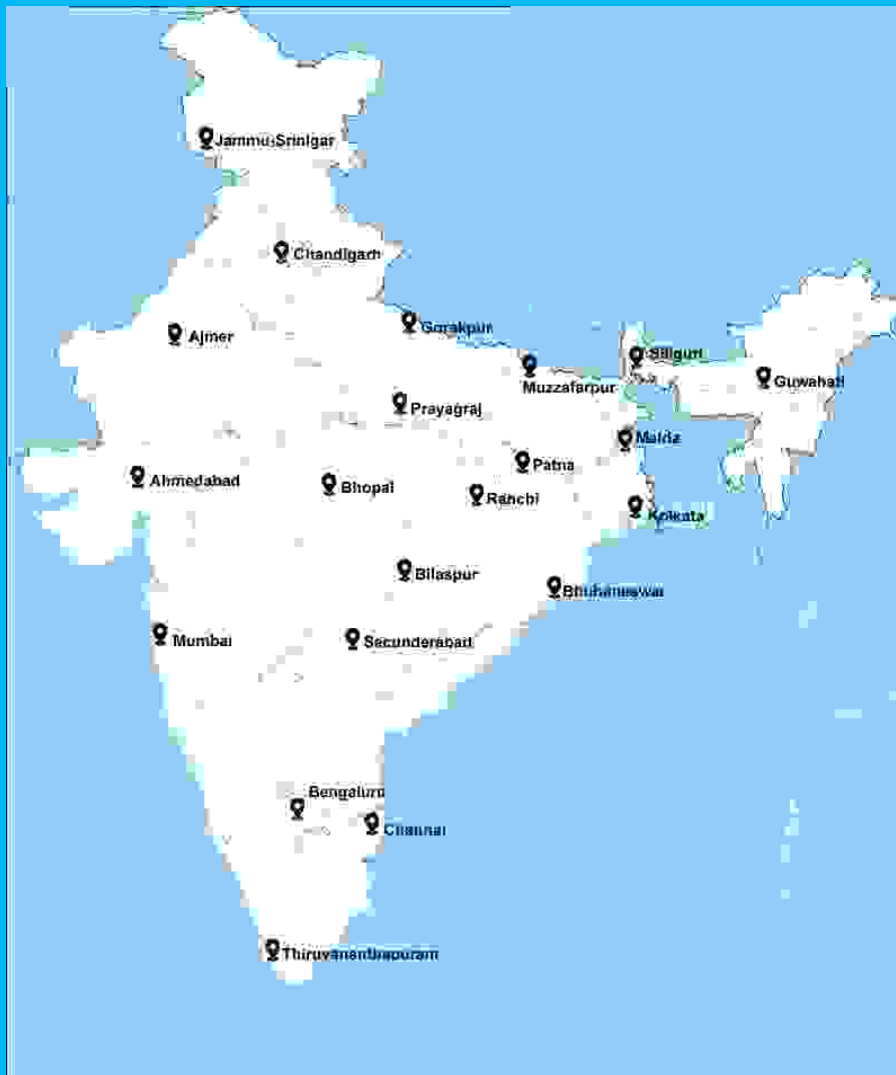 Jammu-Srinigar
Chandigarh
Gorakpur
Ajmer
Siliguri
Muzzafarpur
Guwahati
Prayagraj
Malda
Patna
Ahmedabad
Bhopal
Ranchi
Kolkata
Bilaspur
Bhubaneswar
Mumbai
Secunderabad
Bengaluru
Chennai
Thiruvananthapuram